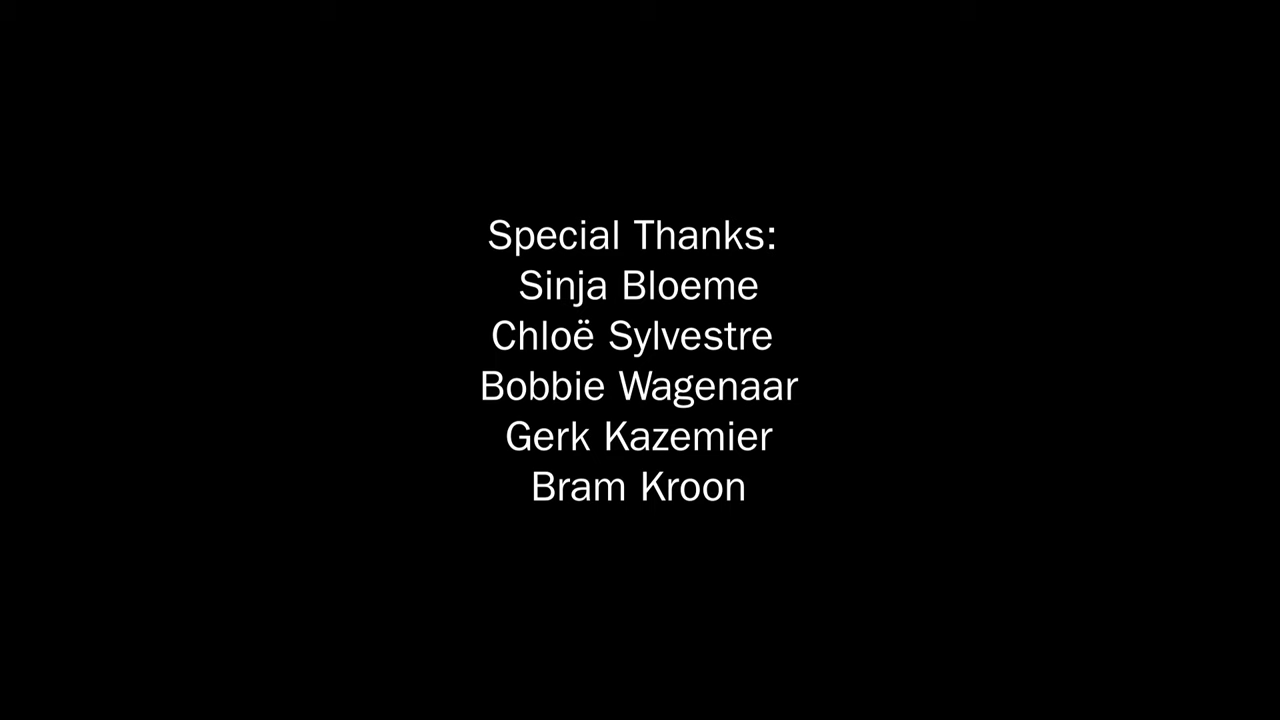 Special Thanks:
Sinja Bloeme
Chloë Sylvestre
Bobbie Wagenaar
Gerk Kazemier
Bram Kroon